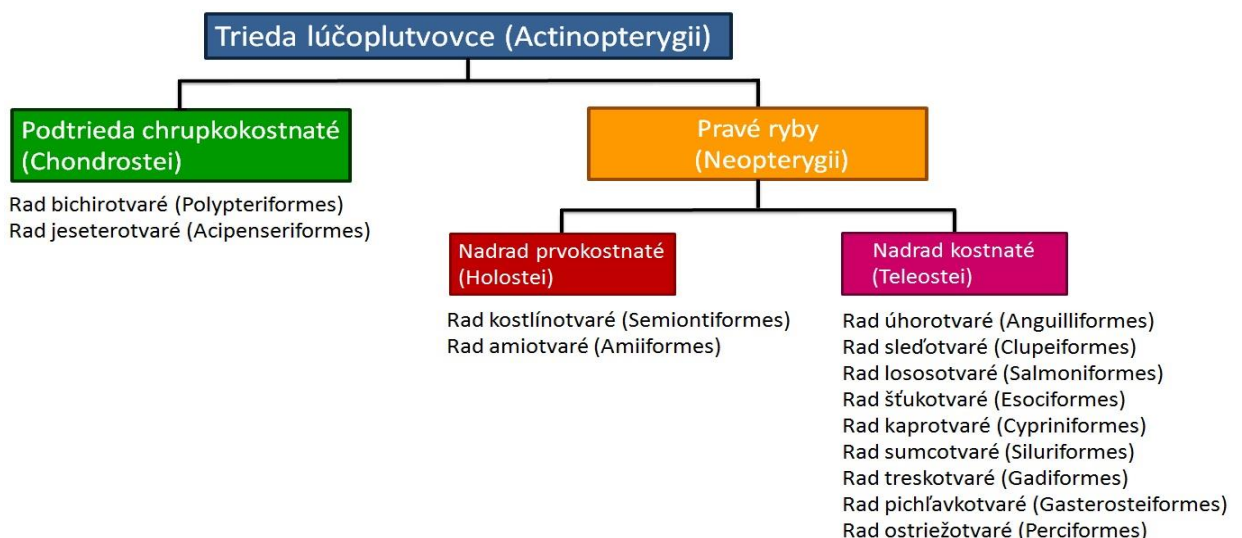 Trieda lúčoplutvovce (Actinopterygii)
Podtrieda chrupkokostnaté
(Chondrostei)
Rad bichirotvaré (Polypteriformes)
Rad jeseterotvaré (Acipenseriformes)
Pravé ryby
(Neopterygii)
Nadrad prvokostnaté
(Holostei)
Rad kostlínotvaré (Semiontiformes)
Rad amiotvaré (Amiiformes)
Nadrad kostnaté
(Teleostei)
Rad úhorotvaré (Anguilliformes)
Rad sleďotvaré (Clupeiformes)
Rad lososotvaré (Salmoniformes)
Rad šťukotvaré (Esociformes)
Rad kaprotvaré (Cypriniformes)
Rad sumcotvaré (Siluriformes)
Rad treskotvaré (Gadiformes)
Rad pichľavkotvaré (Gasterosteiformes)
Rad ostriežotvaré (Perciformes)